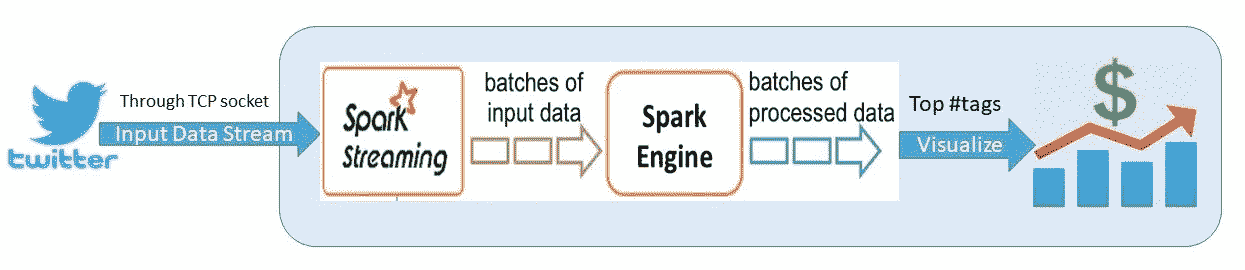 twitter
Through TCP socket
Input Data Stream
Spark
Streaming
batches of
input data
Spark
Engine
batches of
processed data
Top #tags
Visualize
$